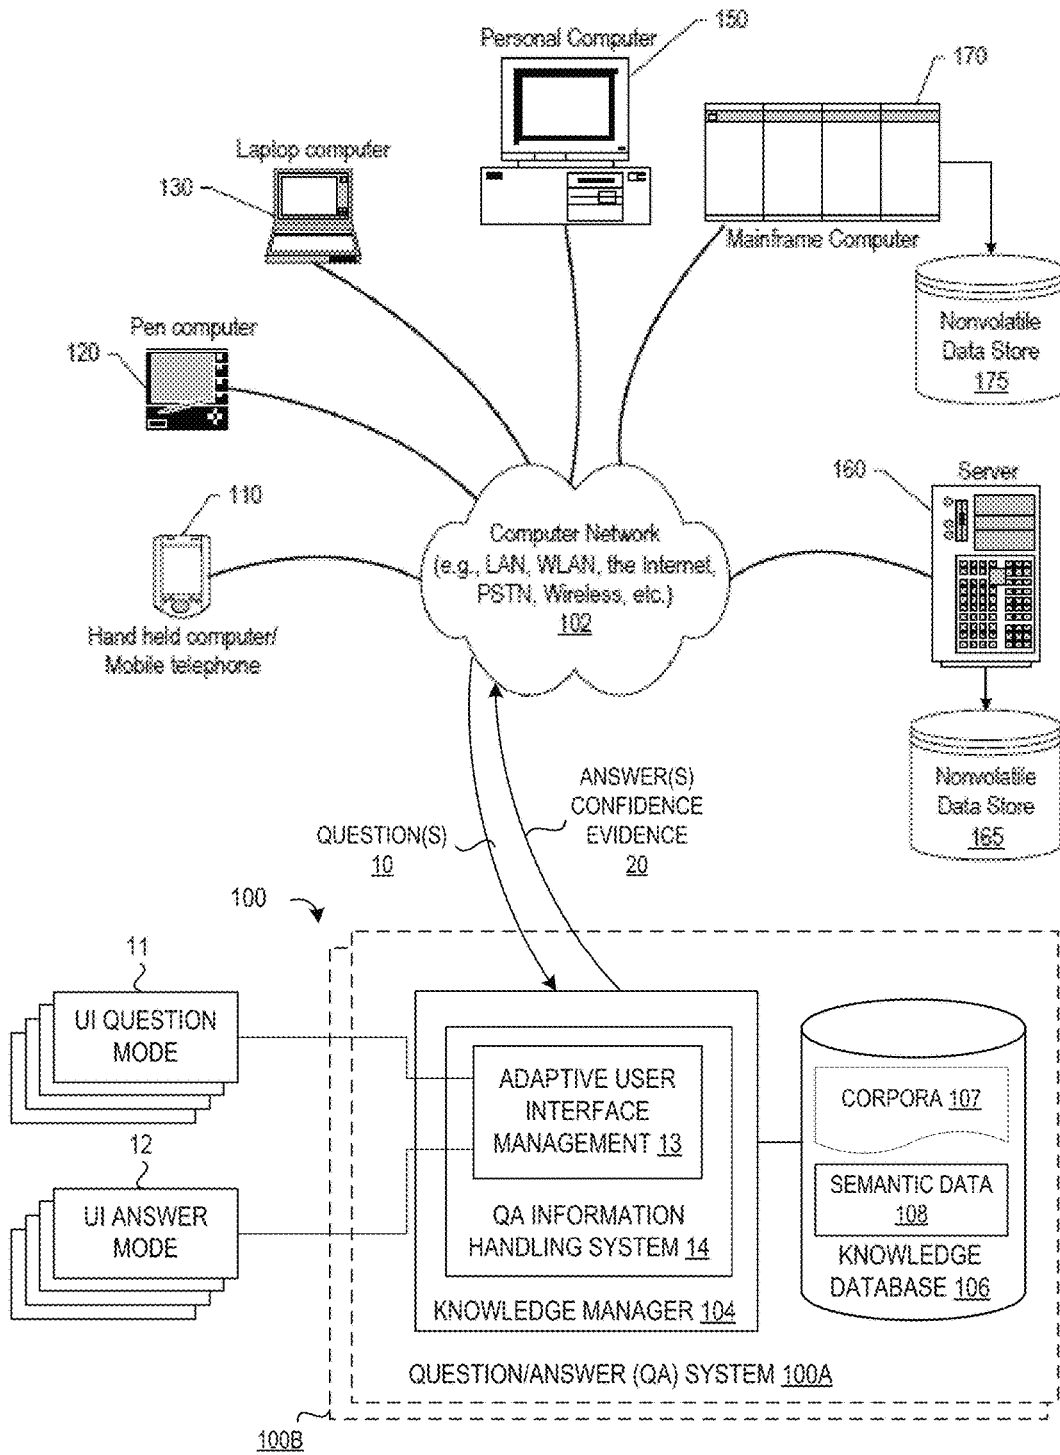 150
Personal Computer
170
Laptop computer
130
Mainframe Computer
Pen computer
120
Nonvolatile
Data Store
175
110
160
Server
Computer Network
(e.g., LAN, WLAN, the Internet,
PSTN, Wireless, etc.)
102
Hand held computer/
Mobile telephone
Nonvolatile
Data Store
165
ANSWER(S)
CONFIDENCE
EVIDENCE
20
QUESTION(S)
10
100
11
UI QUESTION
MODE
12
UI ANSWER
MODE
ADAPTIVE USER
INTERFACE
MANAGEMENT 13
QA INFORMATION
HANDLING SYSTEM 14
KNOWLEDGE MANAGER 104
CORPORA 107
SEMANTIC DATA
108
KNOWLEDGE
DATABASE 106
QUESTION/ANSWER (QA) SYSTEM 100A
100B